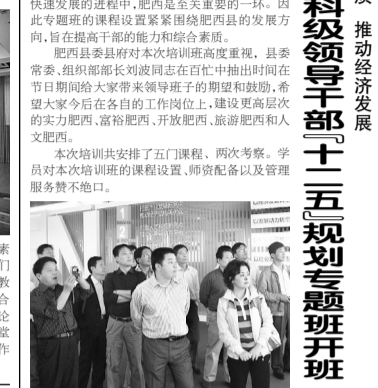 推动经济发展
科级领导干部『十二五』规划专题班开班
快速发展的进程中,肥西是至关重要的一环。因
此专题班的课程设置紧紧围绕肥西县的发展方
向,旨在提高干部的能力和综合素质。
肥西县委县府对本次培训班高度重视,县委
常委、组织部部长刘波同志在百忙中抽出时间在
节日期间给大家带来领导班子的期望和鼓励,希
望大家今后在各自的工作岗位上,建设更高层次
的实力肥西、富裕肥西、开放肥西、旅游肥西和人
文肥西。
本次培训共安排了五门课程、两次考察。学
员对本次培训班的课程设置、师资配备以及管理
服务赞不绝口。
素
们
教
合
论
堂
作
1
2